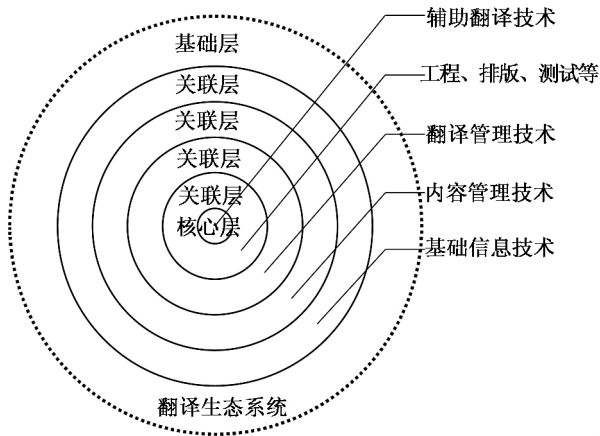 辅助翻译技术
基础层
工程、排版、测试等
关联层
关联层
翻译管理技术
关联层
内容管理技术
关联层
核心层
基础信息技术
翻译生态系统